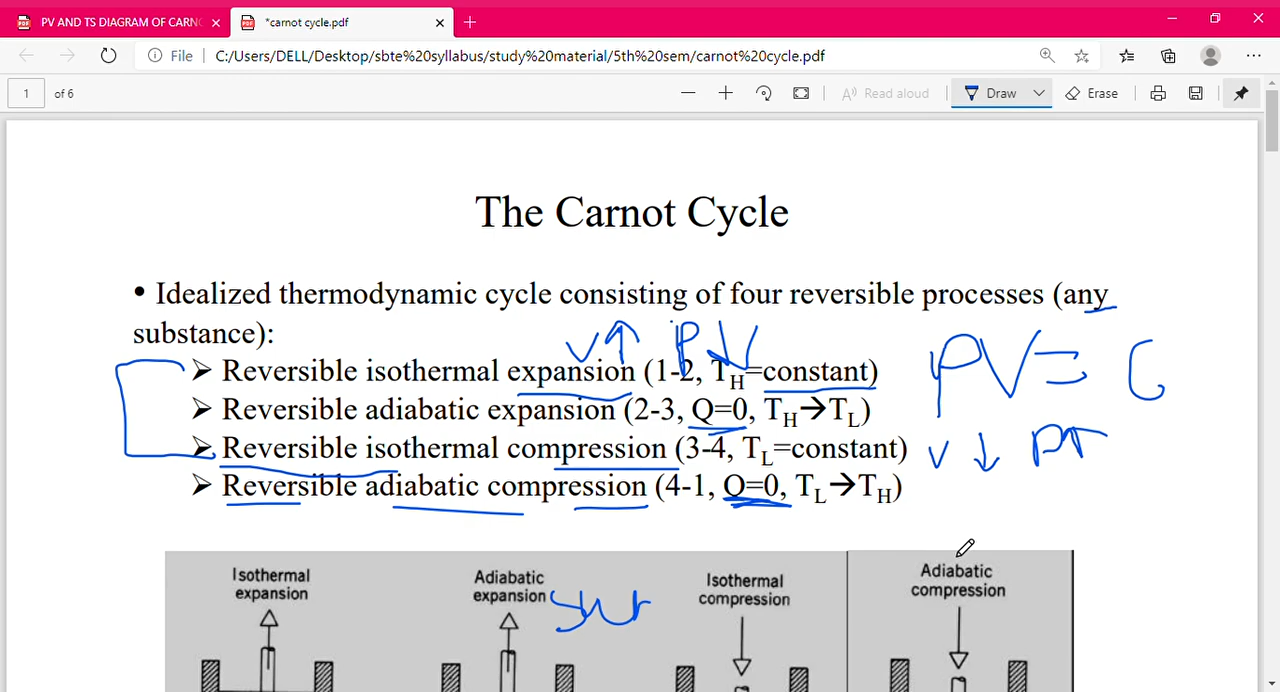 PV AND TS DIAGRAM OF CARNO
*carnot cycle.pdf
File
C:/Users/DELL/Desktop/sbte%20syllabus/study%20material/5th%20sem/carnot%20cycle.pdf
1 of 6
Read aloud
Draw
Erase
The Carnot Cycle
• Idealized thermodynamic cycle consisting of four reversible processes (any
substance):
V↑ P↓
➢ Reversible isothermal expansion (1-2, TH=constant)
PV=C
➢ Reversible adiabatic expansion (2-3, Q=0, TH→TL)
➢ Reversible isothermal compression (3-4, TL=constant)
V↓ P↑
➢ Reversible adiabatic compression (4-1, Q=0, TL→TH)
Isothermal
expansion
Adiabatic
expansion
Isothermal
compression
Adiabatic
compression